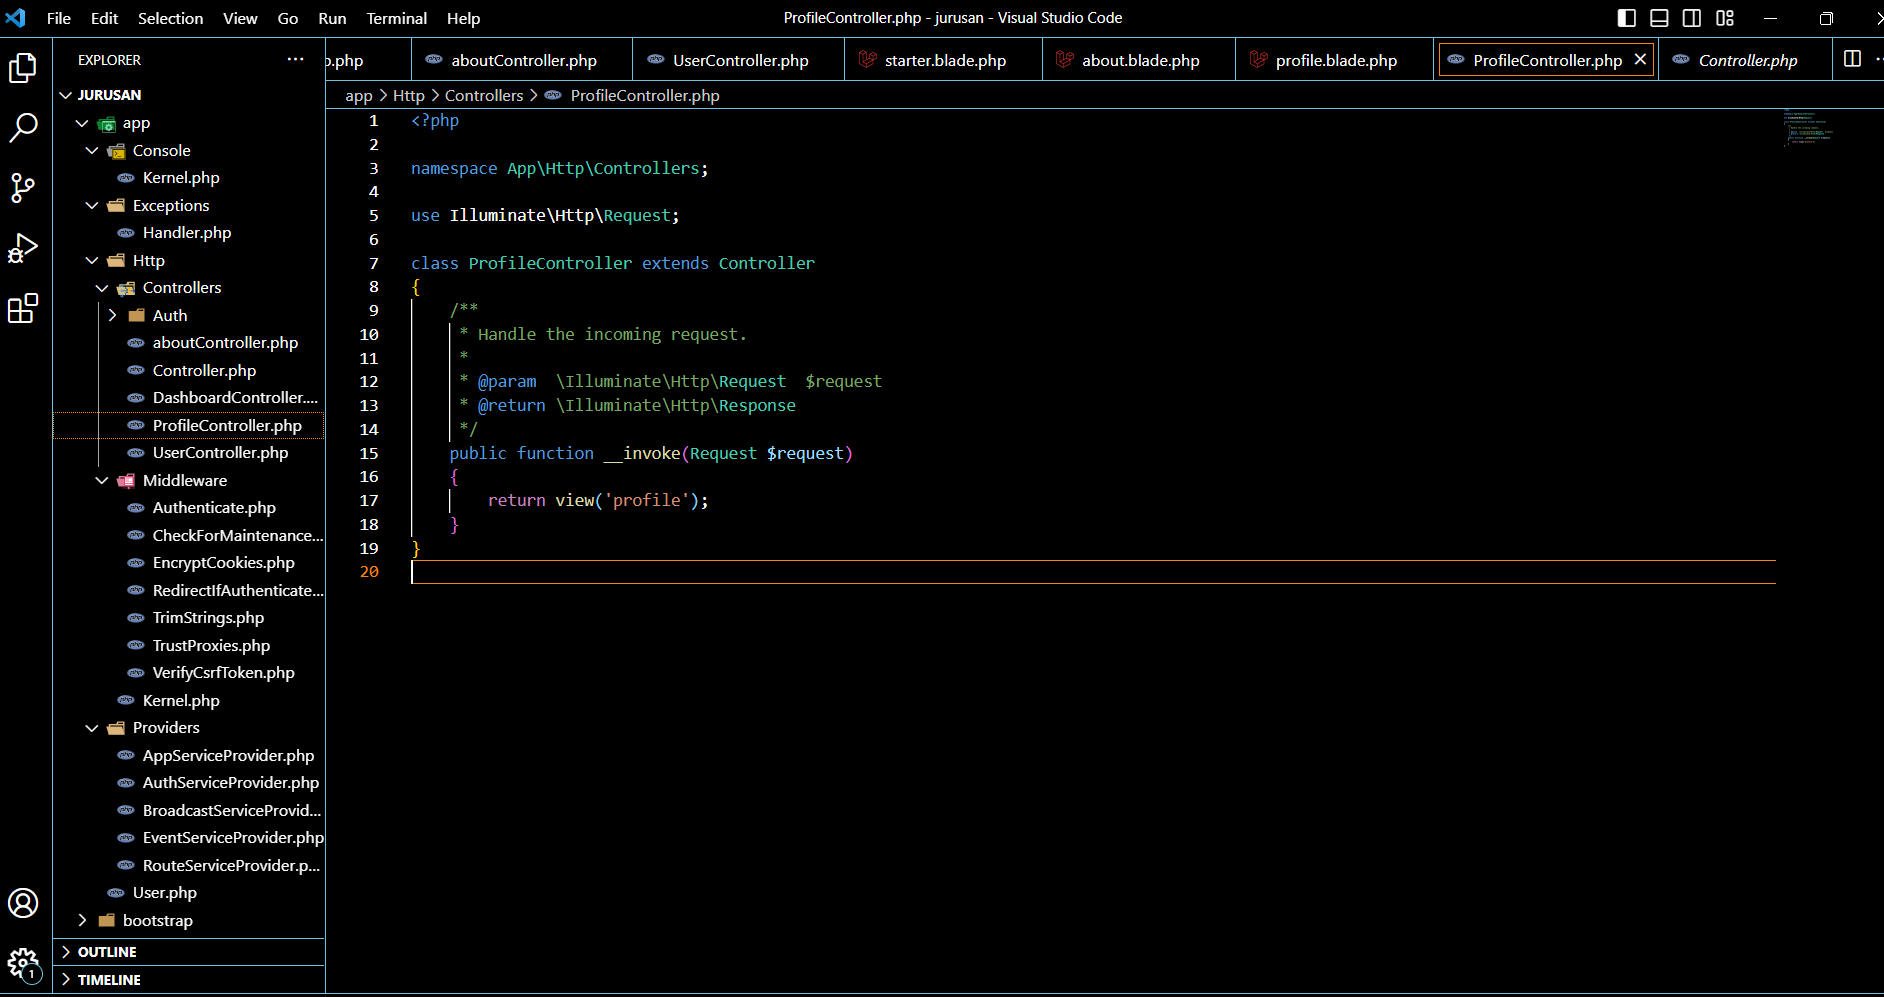 File Edit Selection View Go Run Terminal Help
ProfileController.php - jurusan - Visual Studio Code
EXPLORER
JURUSAN
app
Console
Kernel.php
Exceptions
Handler.php
Http
Controllers
Auth
aboutController.php
Controller.php
DashboardController....
ProfileController.php
UserController.php
Middleware
Authenticate.php
CheckForMaintenance...
EncryptCookies.php
RedirectIfAuthenticate...
TrimStrings.php
TrustProxies.php
VerifyCsrfToken.php
Kernel.php
Providers
AppServiceProvider.php
AuthServiceProvider.php
BroadcastServiceProvid...
EventServiceProvider.php
RouteServiceProvider.p...
User.php
bootstrap
OUTLINE
TIMELINE
1
.php aboutController.php UserController.php starter.blade.php about.blade.php profile.blade.php ProfileController.php Controller.php
app > Http > Controllers > ProfileController.php
1 <?php
2
3 namespace App\Http\Controllers;
4
5 use Illuminate\Http\Request;
6
7 class ProfileController extends Controller
8 {
9 /**
10 * Handle the incoming request.
11 *
12 * @param  \Illuminate\Http\Request  $request
13 * @return \Illuminate\Http\Response
14 */
15 public function __invoke(Request $request)
16 {
17 return view('profile');
18 }
19 }
20